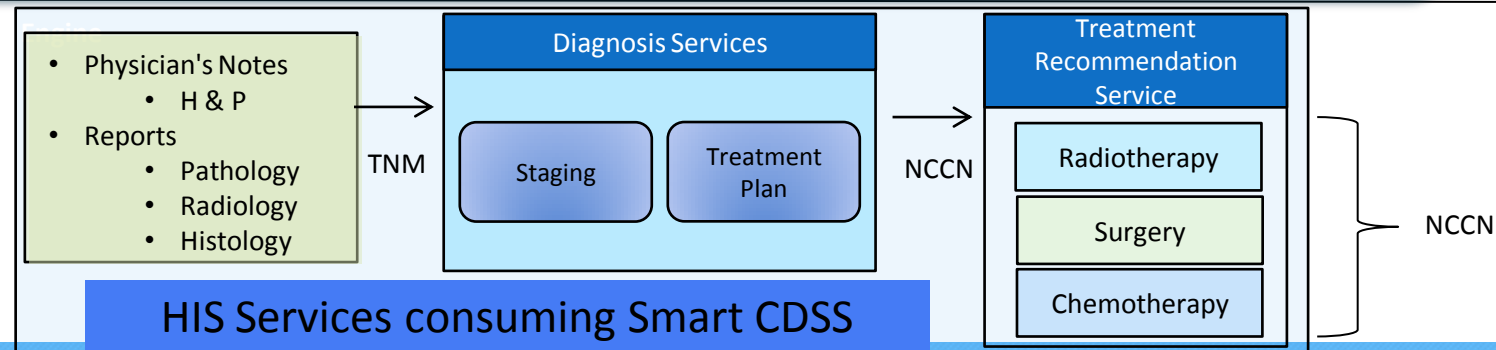 • Physician's Notes
• H & P
• Reports
• Pathology
• Radiology
• Histology
TNM
Diagnosis Services
Staging
Treatment
Plan
NCCN
Treatment
Recommendation
Service
Radiotherapy
Surgery
Chemotherapy
NCCN
HIS Services consuming Smart CDSS